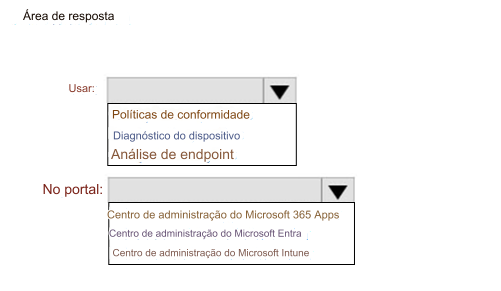 Área de resposta
Usar:
Políticas de conformidade
Diagnóstico do dispositivo
Análise de endpoint
No portal:
Centro de administração do Microsoft 365 Apps
Centro de administração do Microsoft Entra
Centro de administração do Microsoft Intune